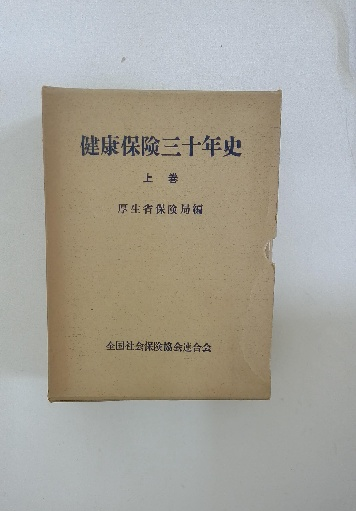 健康保険三十年史
上巻
厚生省保険局編
全国社会保険協会連合会